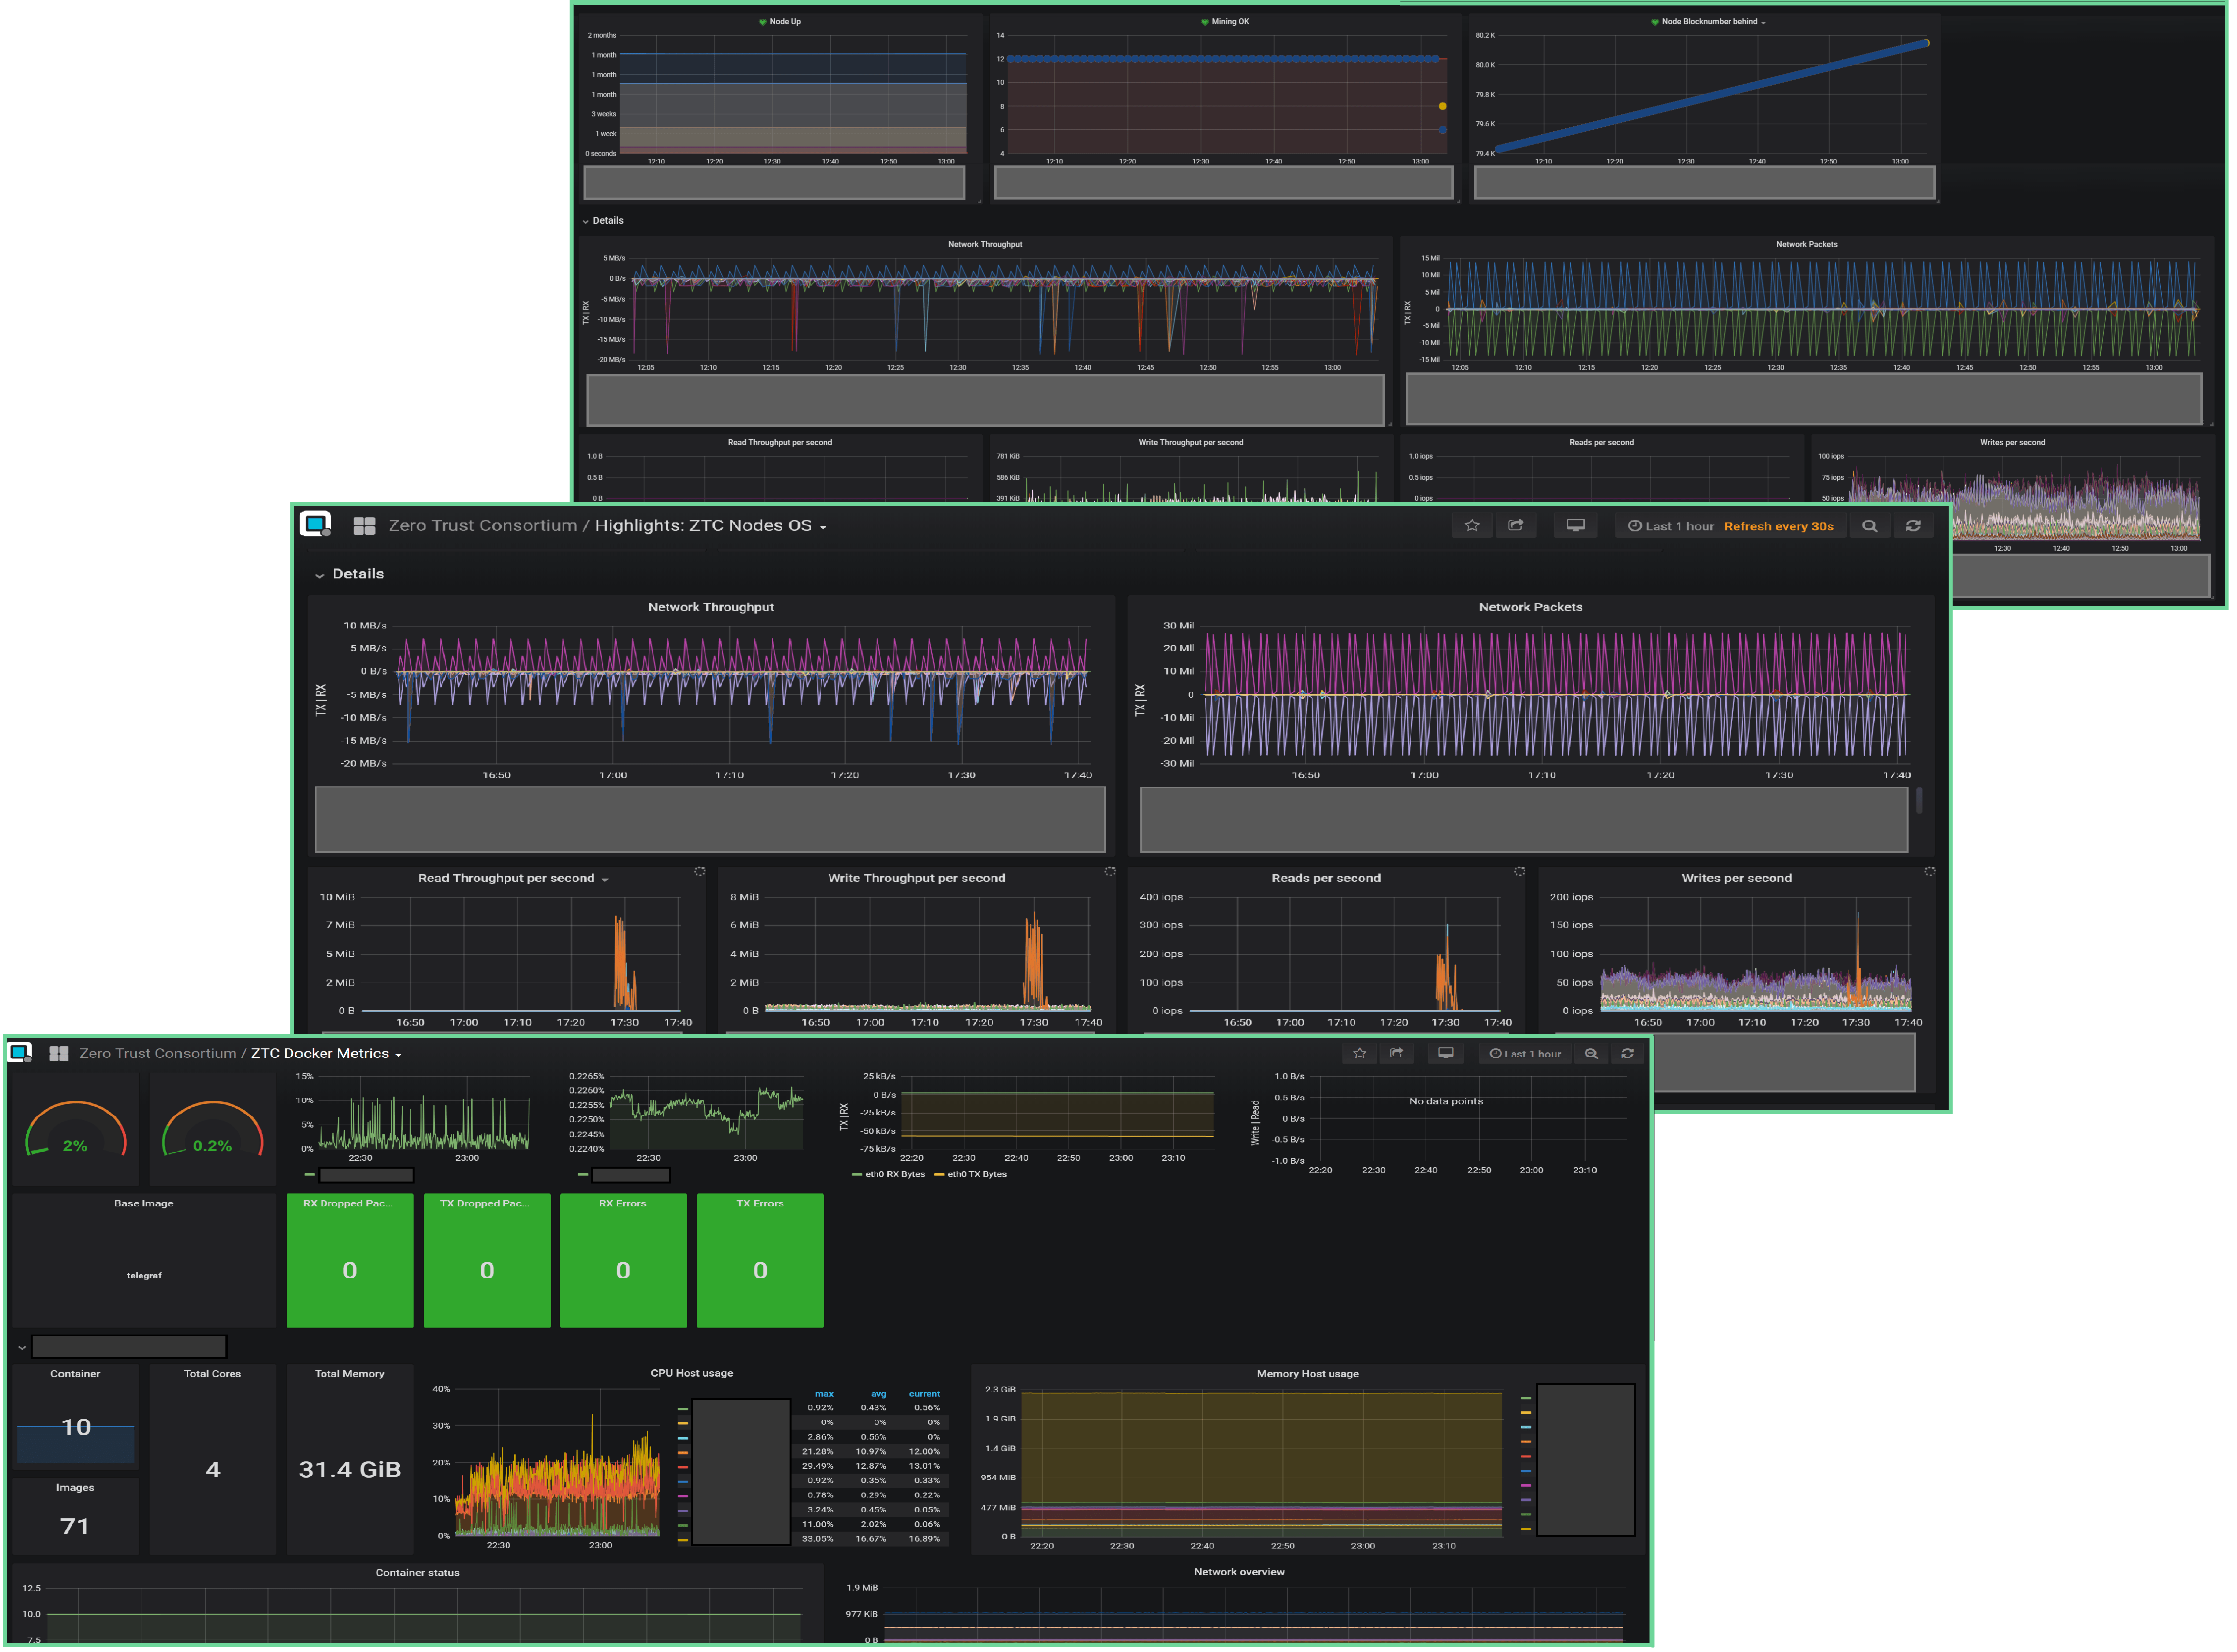 Node Up
2 months
1 month
1 month
1 month
3 weeks
1 week
0 seconds
12:10 12:20 12:30 12:40 12:50 13:00
Mining OK
14
12
10
8
6
4
12:10 12:20 12:30 12:40 12:50 13:00
Node Blocknumber behind
80.2 K
80.0 K
79.8 K
79.6 K
79.4 K
12:10 12:20 12:30 12:40 12:50 13:00
Details
Network Throughput
TX | RX
5 MB/s
0 B/s
-5 MB/s
-10 MB/s
-15 MB/s
-20 MB/s
12:05 12:10 12:15 12:20 12:25 12:30 12:35 12:40 12:45 12:50 12:55 13:00
Network Packets
TX | RX
15 Mil
10 Mil
5 Mil
0
-5 Mil
-10 Mil
-15 Mil
12:05 12:10 12:15 12:20 12:25 12:30 12:35 12:40 12:45 12:50 12:55 13:00
Read Throughput per second
1.0 B
0.5 B
0 B
Write Throughput per second
781 KiB
586 KiB
391 KiB
Reads per second
1.0 iops
0.5 iops
0 iops
Writes per second
100 iops
75 iops
50 iops
12:30 12:40 12:50 13:00
Zero Trust Consortium / Highlights: ZTC Nodes OS
Last 1 hour Refresh every 30s
Details
Network Throughput
TX | RX
10 MB/s
5 MB/s
0 B/s
-5 MB/s
-10 MB/s
-15 MB/s
-20 MB/s
16:50 17:00 17:10 17:20 17:30 17:40
Network Packets
TX | RX
30 Mil
20 Mil
10 Mil
0
-10 Mil
-20 Mil
-30 Mil
16:50 17:00 17:10 17:20 17:30 17:40
Read Throughput per second
10 MiB
7 MiB
5 MiB
2 MiB
0 B
16:50 17:00 17:10 17:20 17:30 17:40
Write Throughput per second
8 MiB
6 MiB
4 MiB
2 MiB
0 B
16:50 17:00 17:10 17:20 17:30 17:40
Reads per second
400 iops
300 iops
200 iops
100 iops
0 iops
16:50 17:00 17:10 17:20 17:30 17:40
Writes per second
200 iops
150 iops
100 iops
50 iops
0 iops
16:50 17:00 17:10 17:20 17:30 17:40
Zero Trust Consortium / ZTC Docker Metrics
Last 1 hour
2%
0.2%
15%
10%
5%
0%
22:30 23:00
0.2265%
0.2260%
0.2255%
0.2250%
0.2245%
0.2240%
22:30 23:00
TX | RX
25 kB/s
0 B/s
-25 kB/s
-50 kB/s
-75 kB/s
22:20 22:30 22:40 22:50 23:00 23:10
eth0 RX Bytes eth0 TX Bytes
Write | Read
1.0 B/s
0.5 B/s
0 B/s
-0.5 B/s
-1.0 B/s
No data points
22:20 22:30 22:40 22:50 23:00 23:10
Base Image
telegraf
RX Dropped Pac...
0
TX Dropped Pac...
0
RX Errors
0
TX Errors
0
Container
10
Images
71
Total Cores
4
Total Memory
31.4 GiB
CPU Host usage
40%
30%
20%
10%
0%
22:30 23:00
max avg current
0.92% 0.43% 0.56%
0% 0% 0%
2.86% 0.56% 0%
21.28% 10.97% 12.00%
29.49% 12.87% 13.01%
0.92% 0.35% 0.33%
0.78% 0.29% 0.22%
3.24% 0.45% 0.05%
11.00% 2.02% 0.06%
33.05% 16.67% 16.89%
Memory Host usage
2.3 GiB
1.9 GiB
1.4 GiB
954 MiB
477 MiB
0 B
22:20 22:30 22:40 22:50 23:00 23:10
Container status
12.5
10.0
7.5
Network overview
1.9 MiB
977 KiB
0 B